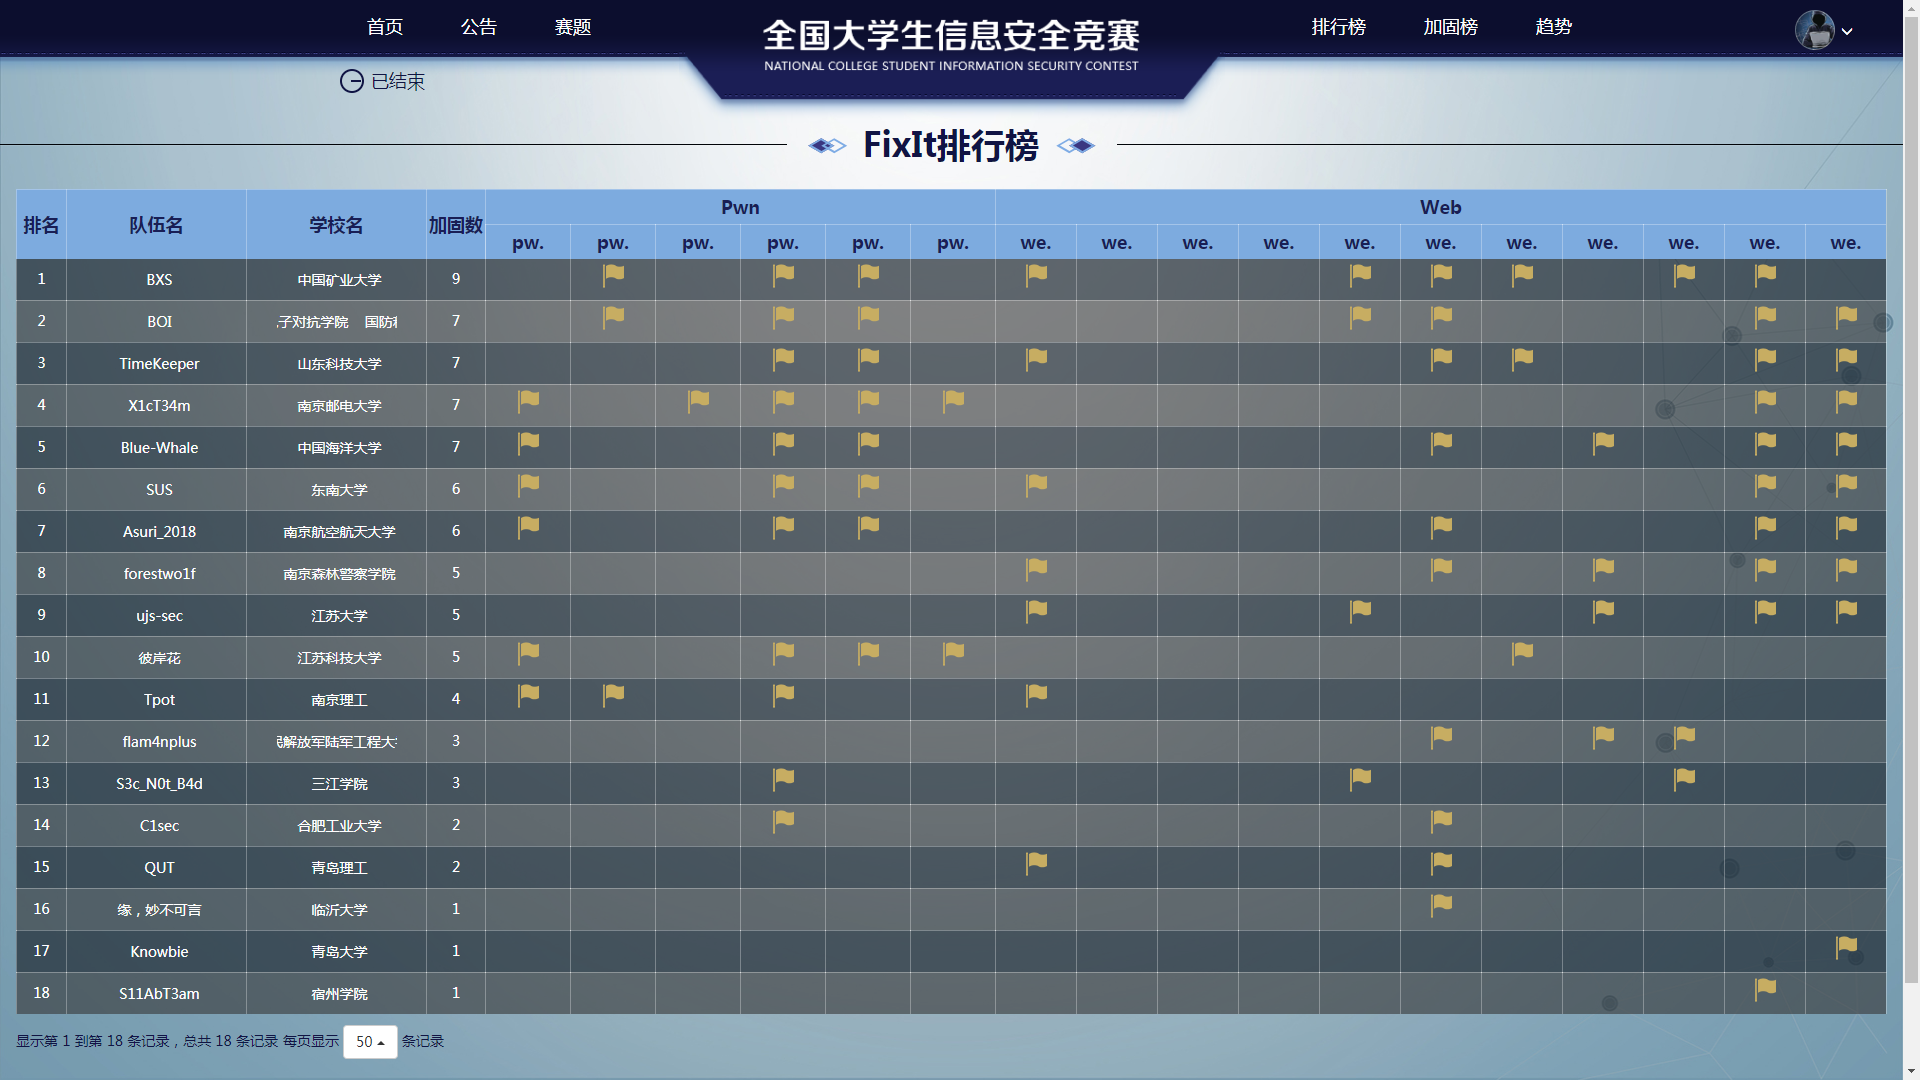 首页 公告 赛题 全国大学生信息安全竞赛 排行榜 加固榜 趋势
NATIONAL COLLEGE STUDENT INFORMATION SECURITY CONTEST
已结束
FixIt排行榜
排名 队伍名 学校名 加固数 Pwn Web
pw. pw. pw. pw. pw. pw. we. we. we. we. we. we. we. we. we. we. we.
1 BXS 中国矿业大学 9
2 BOI 子对抗学院 国防 7
3 TimeKeeper 山东科技大学 7
4 X1cT34m 南京邮电大学 7
5 Blue-Whale 中国海洋大学 7
6 SUS 东南大学 6
7 Asuri_2018 南京航空航天大学 6
8 forestwo1f 南京森林警察学院 5
9 ujs-sec 江苏大学 5
10 彼岸花 江苏科技大学 5
11 Tpot 南京理工 4
12 flam4nplus 解放军陆军工程大 3
13 S3c_N0t_B4d 三江学院 3
14 C1sec 合肥工业大学 2
15 QUT 青岛理工 2
16 缘，妙不可言 临沂大学 1
17 Knowbie 青岛大学 1
18 S11AbT3am 宿州学院 1
显示第 1 到第 18 条记录，总共 18 条记录 每页显示 50 条记录